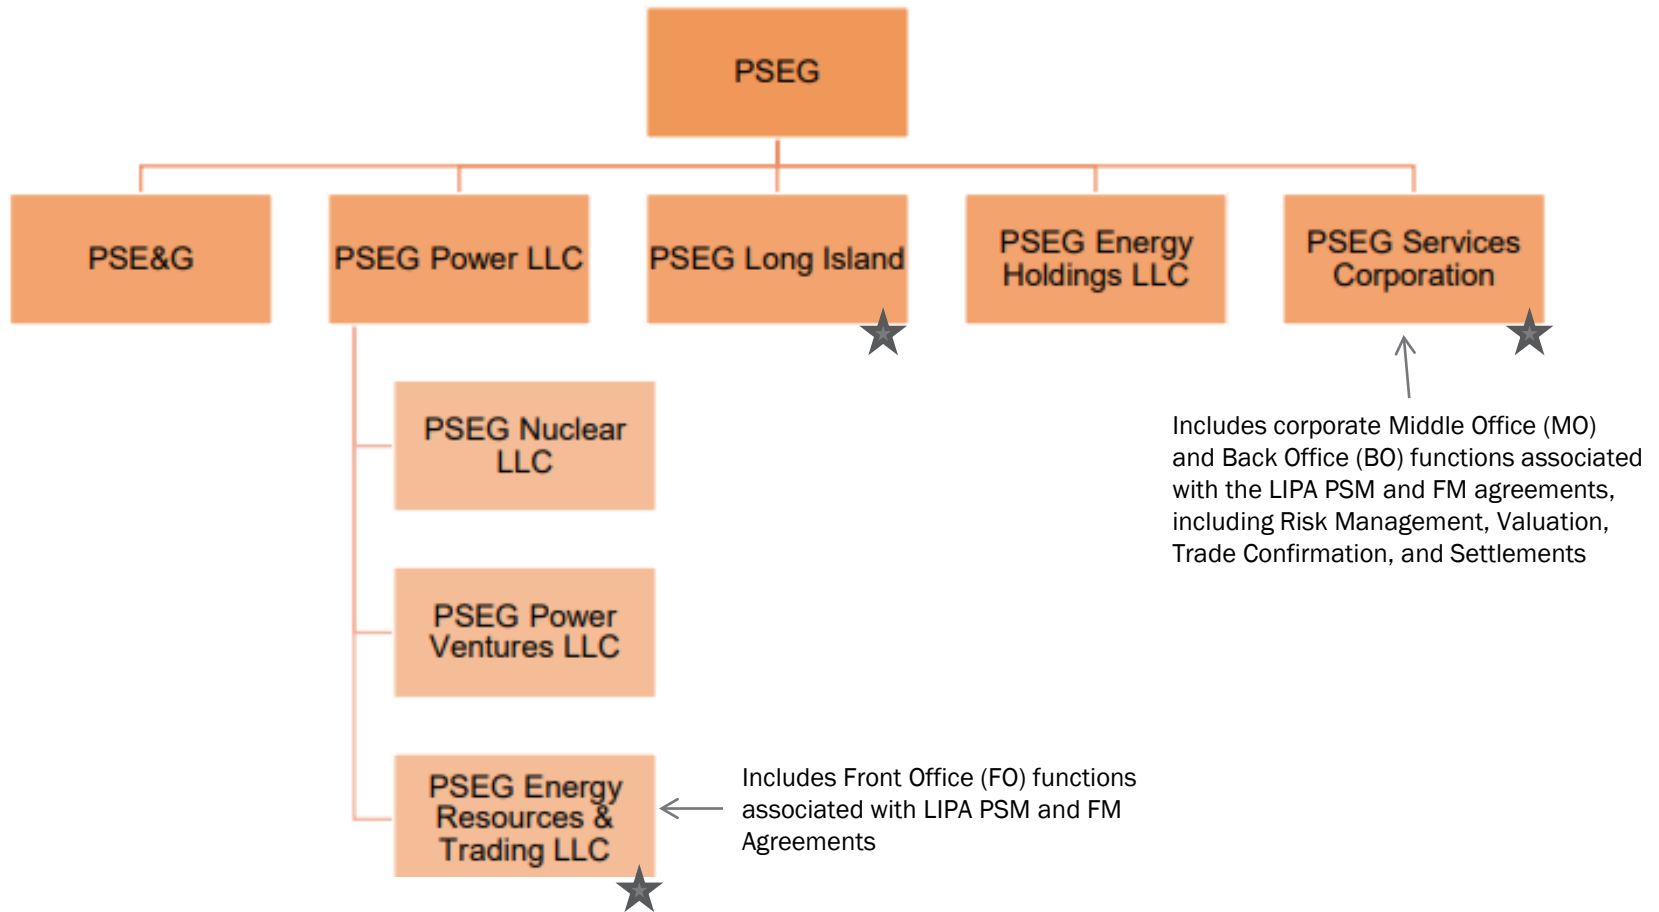 PSEG
PSE&G
PSEG Power LLC
PSEG Long Island
PSEG Energy
Holdings LLC
PSEG Services
Corporation
PSEG Nuclear
LLC
Includes corporate Middle Office (MO)
and Back Office (BO) functions associated
with the LIPA PSM and FM agreements,
including Risk Management, Valuation,
Trade Confirmation, and Settlements
PSEG Power
Ventures LLC
PSEG Energy
Resources &
Trading LLC
Includes Front Office (FO) functions
associated with LIPA PSM and FM
Agreements